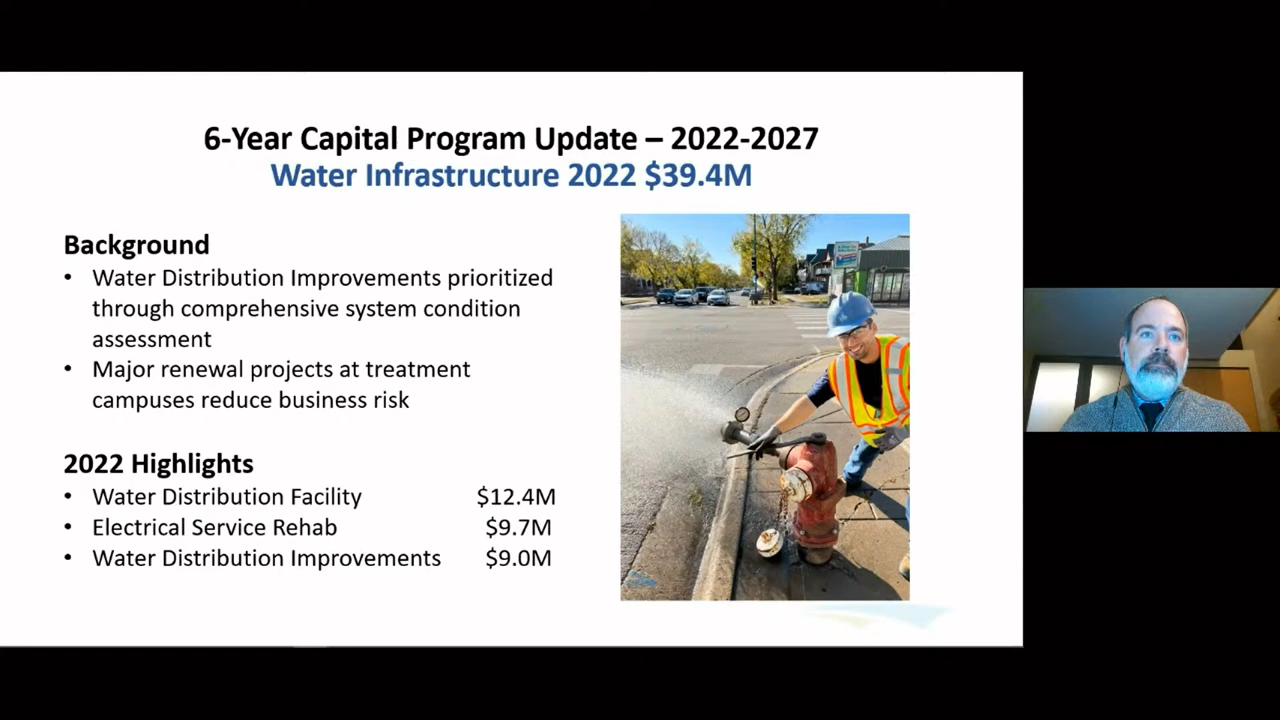 6-Year Capital Program Update – 2022-2027
Water Infrastructure 2022 $39.4M
Background
• Water Distribution Improvements prioritized
through comprehensive system condition
assessment
• Major renewal projects at treatment
campuses reduce business risk
2022 Highlights
• Water Distribution Facility $12.4M
• Electrical Service Rehab $9.7M
• Water Distribution Improvements $9.0M